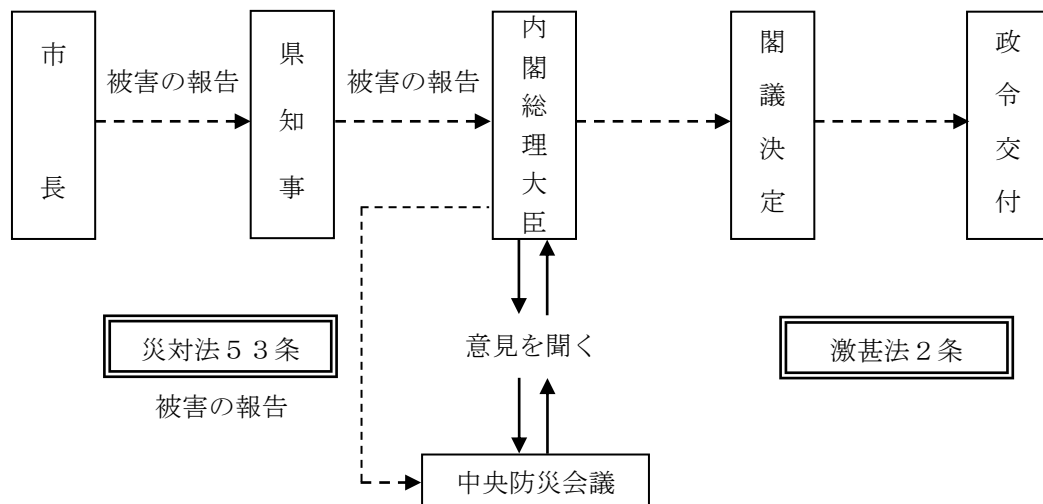 市長
被害の報告
県知事
被害の報告
内閣総理大臣
閣議決定
政令交付
災対法５３条
被害の報告
意見を聞く
激甚法２条
中央防災会議